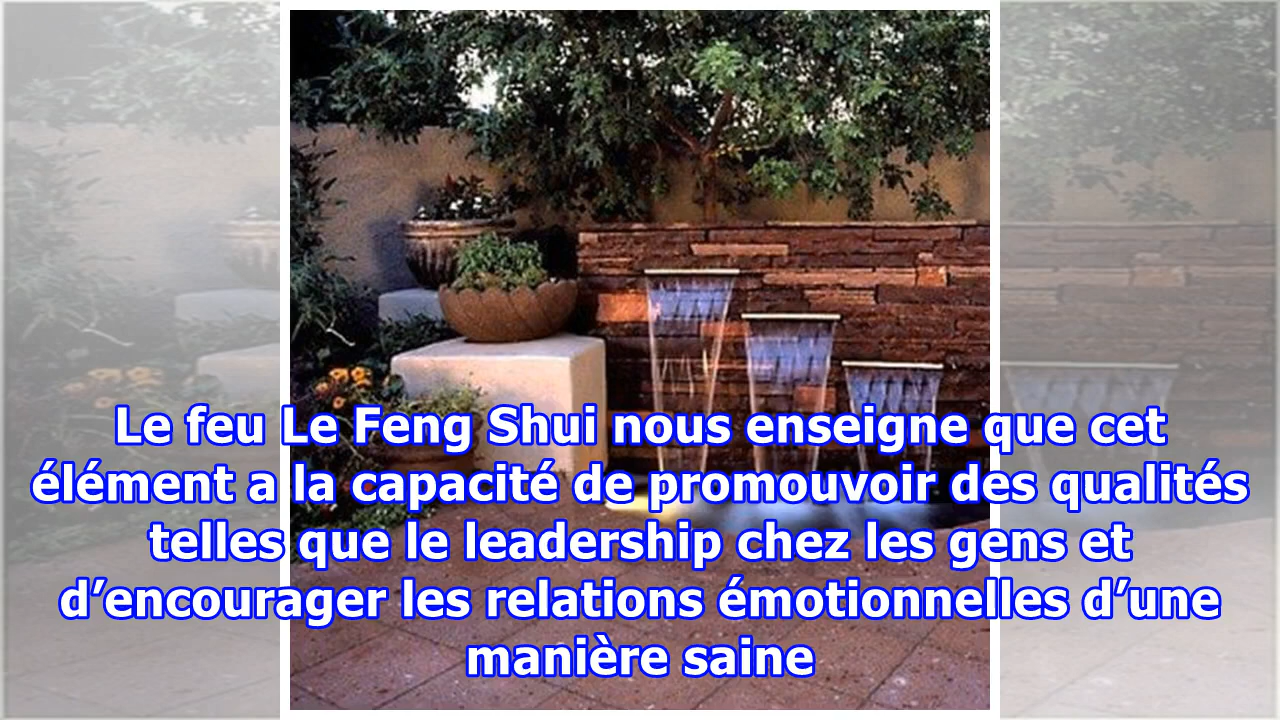 Le feu Le Feng Shui nous enseigne que cet
élément a la capacité de promouvoir des qualités
telles que le leadership chez les gens et
d’encourager les relations émotionnelles d’une
manière saine